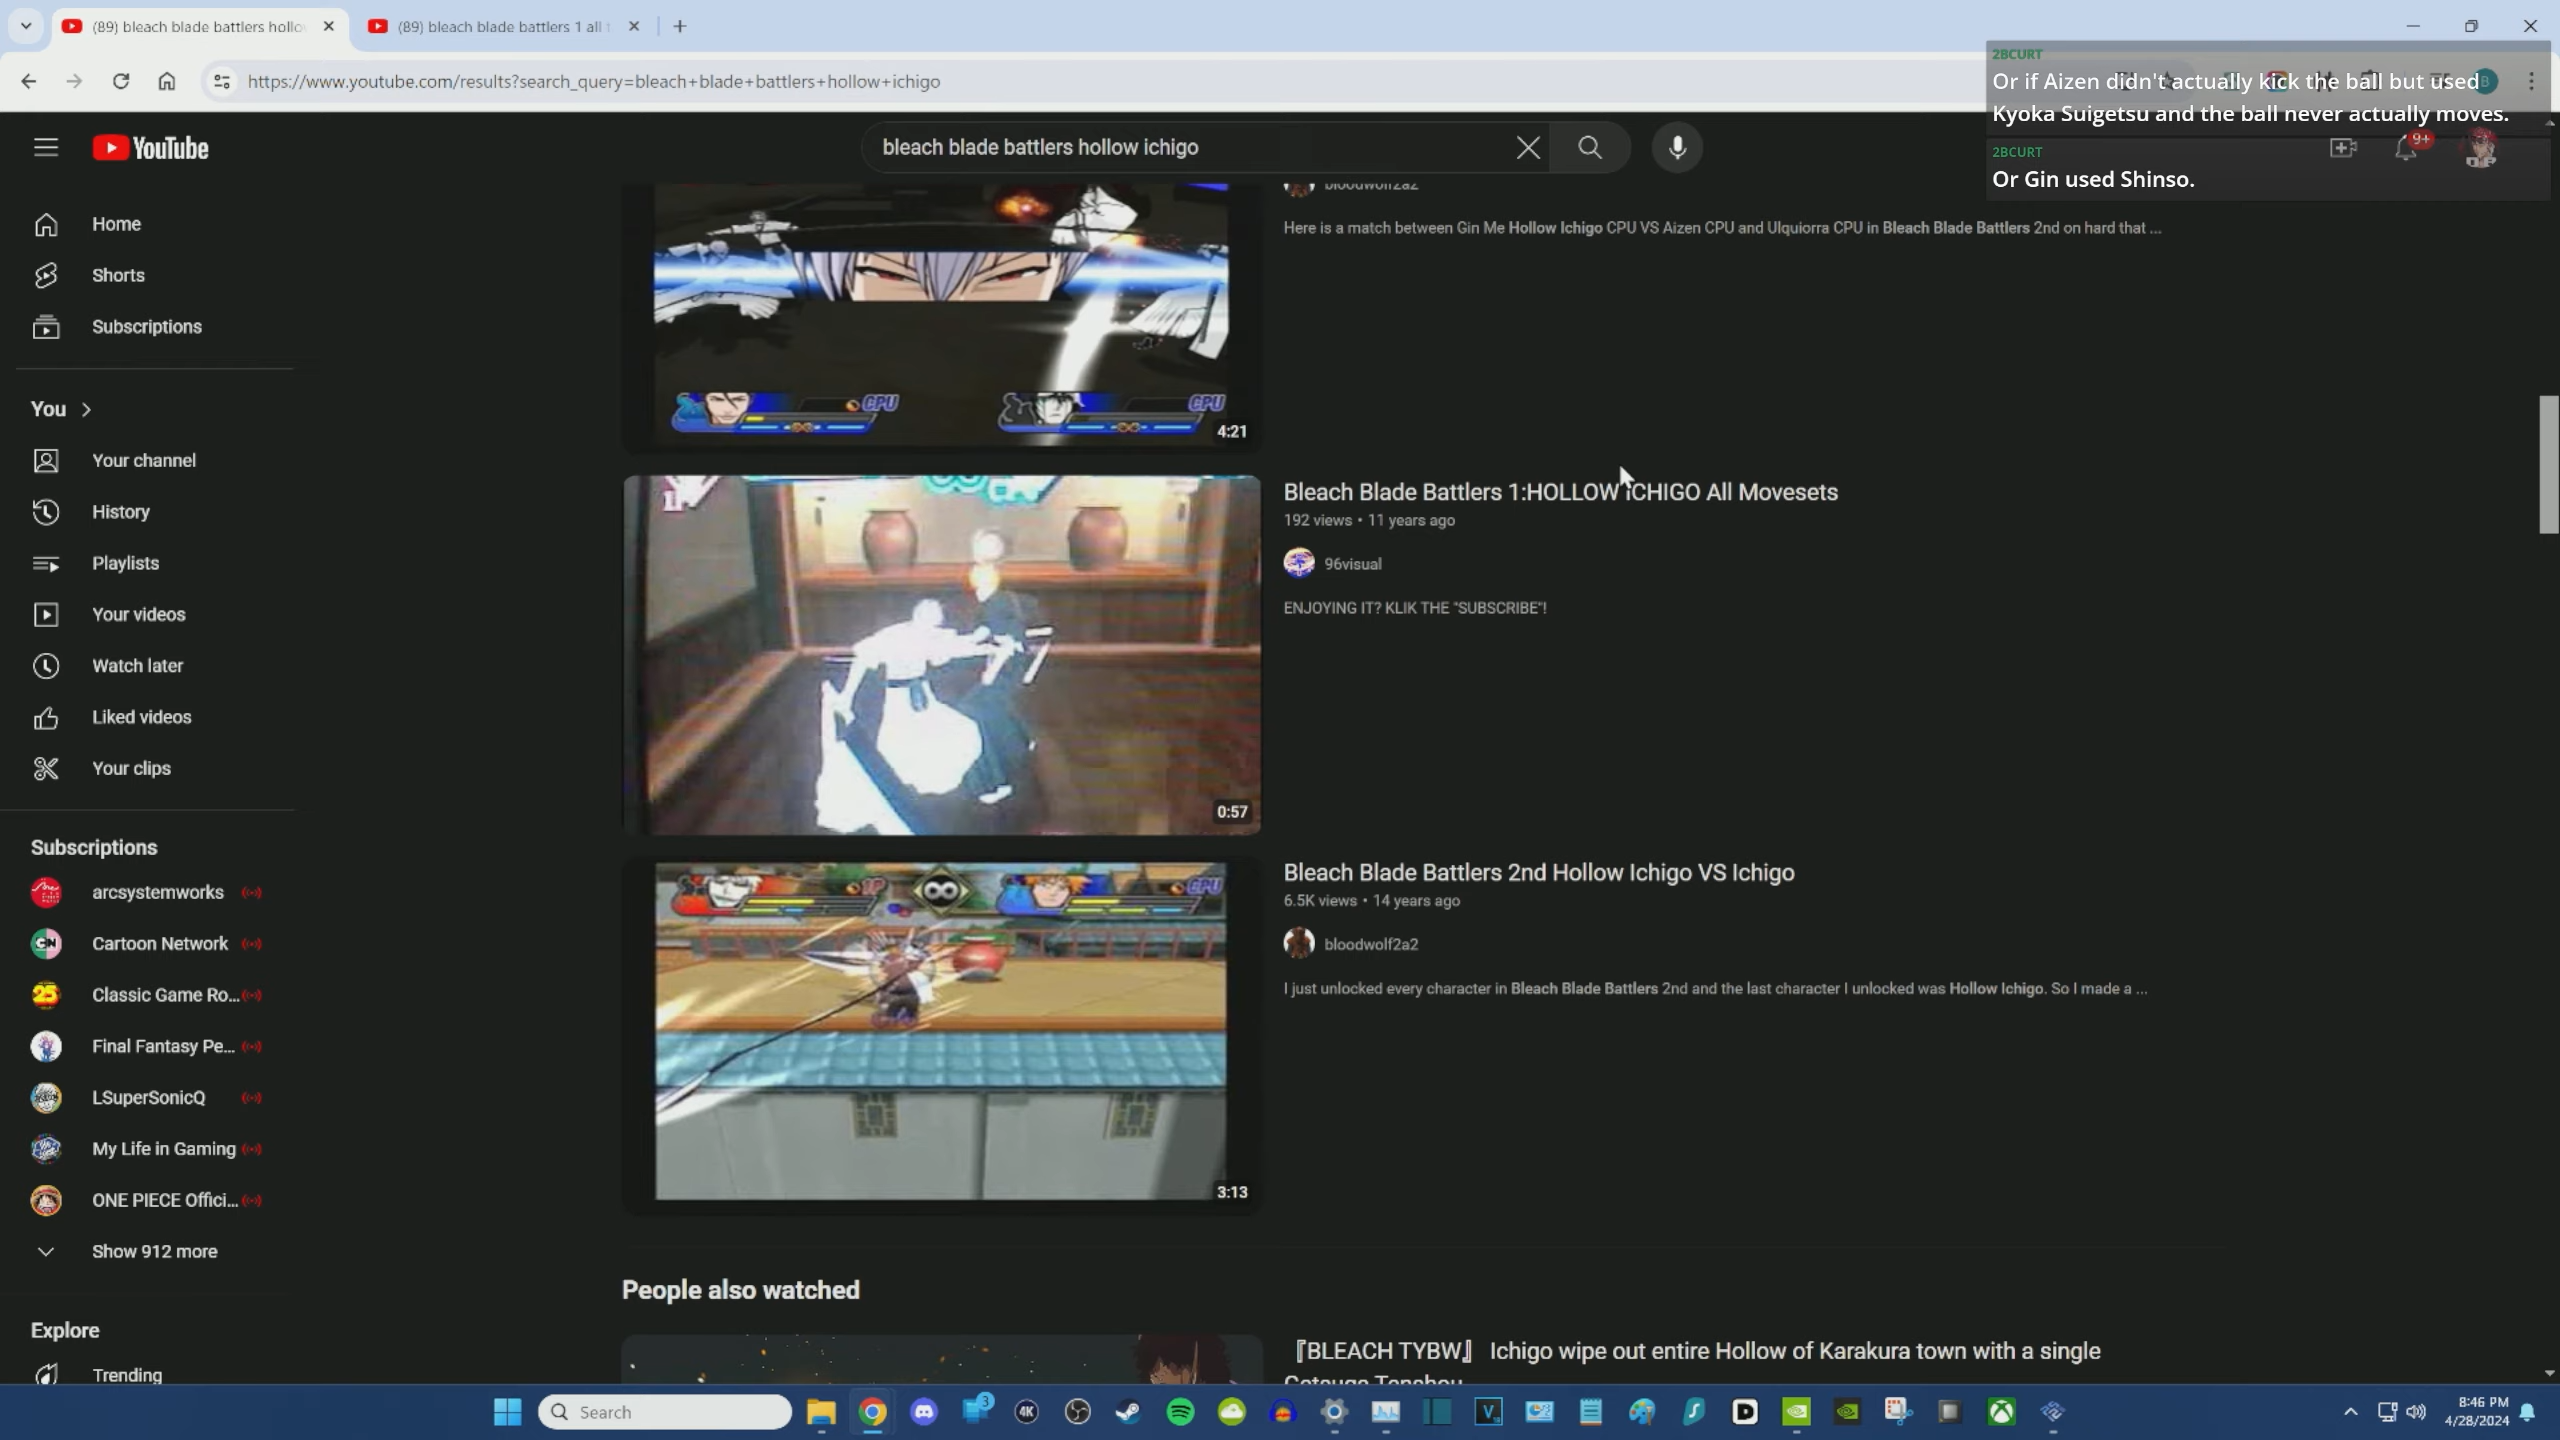 (89) bleach blade battlers hollo
(89) bleach blade battlers 1 all
https://www.youtube.com/results?search_query=bleach+blade+battlers+hollow+ichigo
2BCURT
Or if Aizen didn't actually kick the ball but used
Kyoka Suigetsu and the ball never actually moves.
2BCURT
Or Gin used Shinso.
B
YouTube
bleach blade battlers hollow ichigo
9+
Home
Shorts
Subscriptions
You
Your channel
History
Playlists
Your videos
Watch later
Liked videos
Your clips
Subscriptions
arcsystemworks
Cartoon Network
Classic Game Ro...
Final Fantasy Pe...
LSuperSonicQ
My Life in Gaming
ONE PIECE Offici...
Show 912 more
Explore
Trending
bloodwolf2a2
Here is a match between Gin Me Hollow Ichigo CPU VS Aizen CPU and Ulquiorra CPU in Bleach Blade Battlers 2nd on hard that ...
CPU
CPU
4:21
Bleach Blade Battlers 1:HOLLOW ICHIGO All Movesets
192 views • 11 years ago
96visual
ENJOYING IT? KLIK THE "SUBSCRIBE"!
0:57
Bleach Blade Battlers 2nd Hollow Ichigo VS Ichigo
6.5K views • 14 years ago
bloodwolf2a2
I just unlocked every character in Bleach Blade Battlers 2nd and the last character I unlocked was Hollow Ichigo. So I made a ...
1P
CPU
3:13
People also watched
『BLEACH TYBW』 Ichigo wipe out entire Hollow of Karakura town with a single
Getsuga Tenshou
Search
3
4K
V
D
8:46 PM
4/28/2024